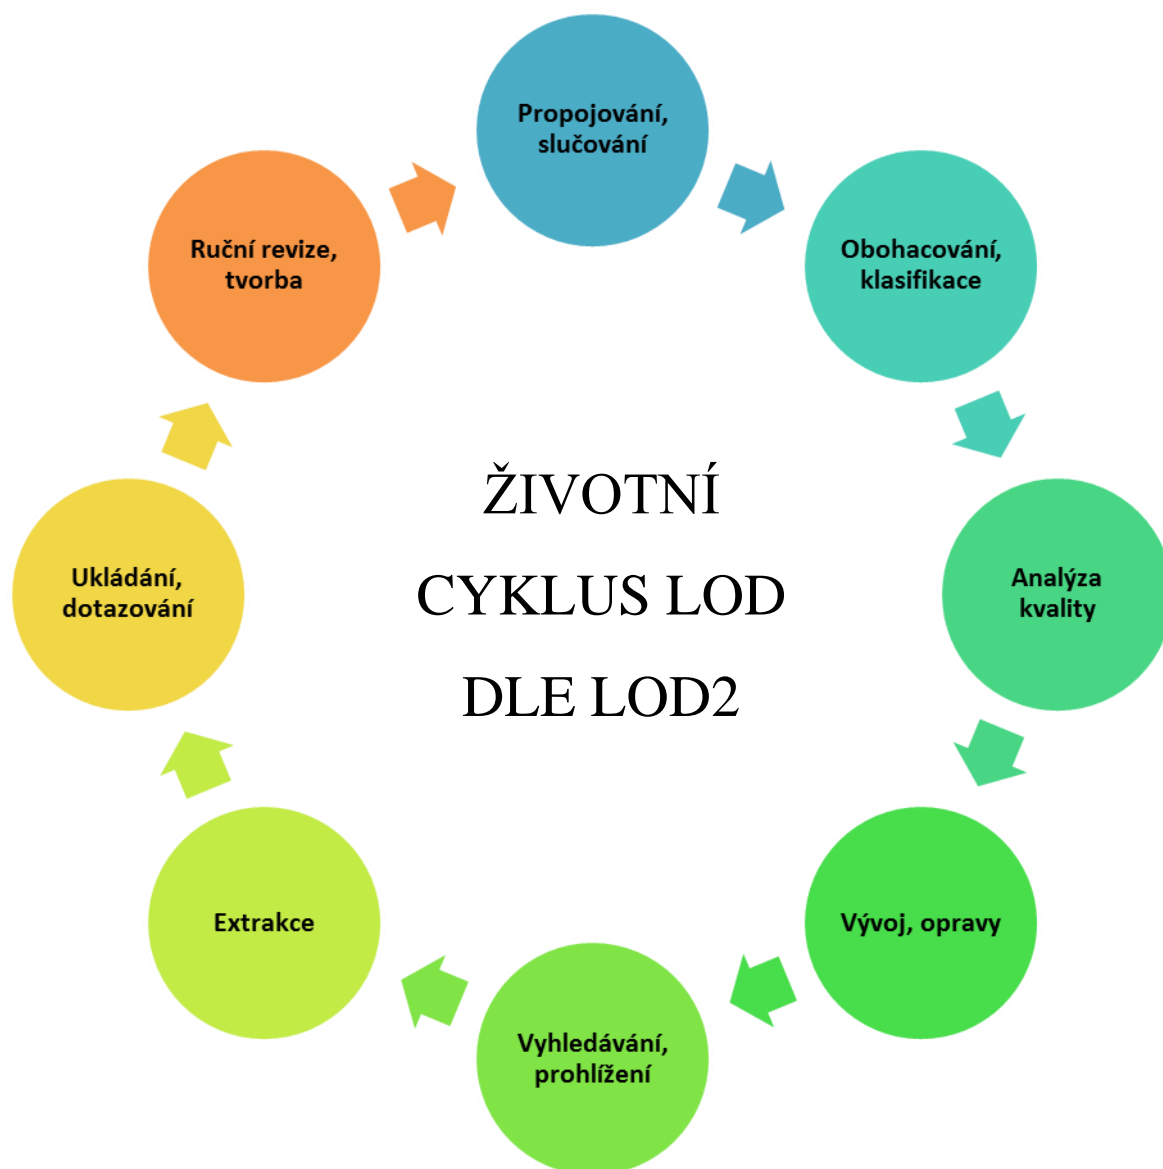 Propojování,
slučování
Obohacování,
klasifikace
Analýza
kvality
Vývoj, opravy
Vyhledávání,
prohlížení
Extrakce
Ukládání,
dotazování
Ruční revize,
tvorba
ŽIVOTNÍ
CYKLUS LOD
DLE LOD2